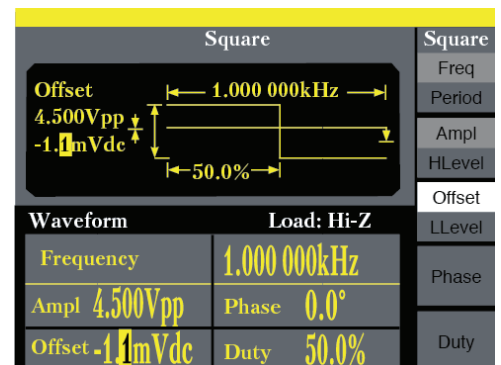 Square
Offset
1.000 000kHz
4.500Vpp
-1.1mVdc
50.0%
Waveform Load: Hi-Z
Frequency 1.000 000kHz
Ampl 4.500Vpp Phase 0.0°
Offset -1.1mVdc Duty 50.0%
Square
Freq
Period
Ampl
HLevel
Offset
LLevel
Phase
Duty